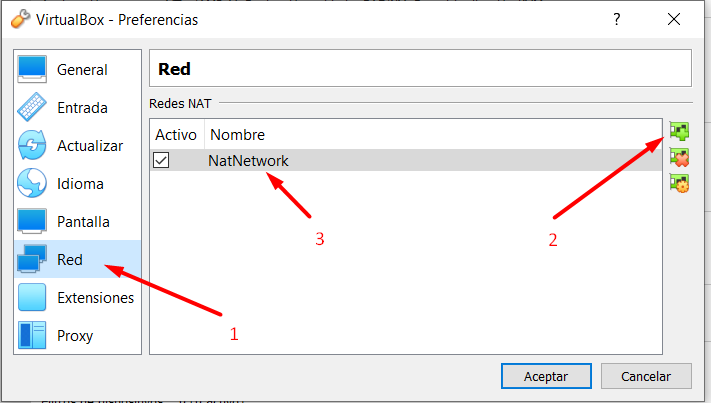 VirtualBox - Preferencias
?
General
Entrada
Actualizar
Idioma
Pantalla
Red
Extensiones
Proxy
Red
Redes NAT
Activo Nombre
NatNetwork
1
2
3
Aceptar Cancelar